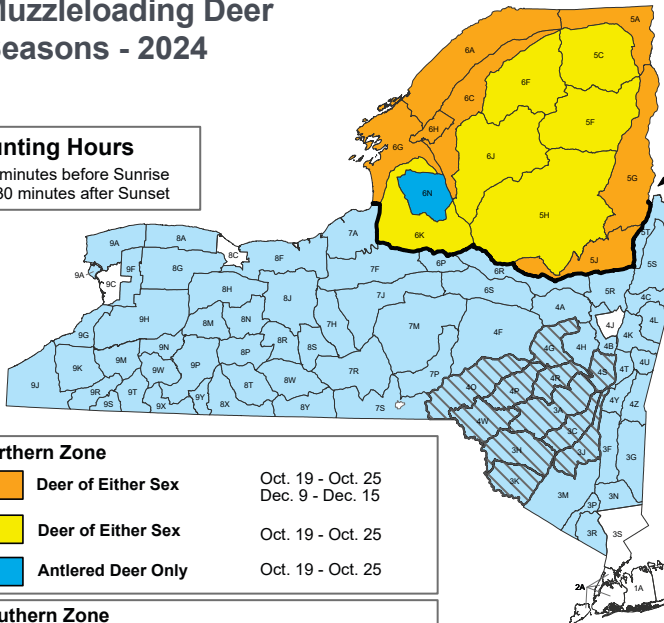 Muzzleloading Deer
Seasons - 2024
unting Hours
minutes before Sunrise
30 minutes after Sunset
5A
6A
5C
6F
6C
5F
6H
6G
6J
5G
6N
5H
6K
7A
5T
9A
8A
8C
8F
6P
6R
5J
5S
9A
9F
9C
8G
7F
8H
8J
7J
6S
5R
4C
4A
9H
8M
8N
7H
7M
4F
4J
4L
9G
8R
8S
4G
4H
4B
4K
9N
8P
9M
9P
9W
7R
7P
4S
4T
4U
9K
9J
8T
8W
4O
4P
4R
9R
9T
9Y
9S
9X
8X
8Y
7S
4W
3A
4Y
4Z
3C
3H
3J
3F
3G
3K
3M
3N
3P
3R
3S
2A
1A
rthern Zone
Deer of Either Sex
Oct. 19 - Oct. 25
Dec. 9 - Dec. 15
Deer of Either Sex
Oct. 19 - Oct. 25
Antlered Deer Only
Oct. 19 - Oct. 25
uthern Zone